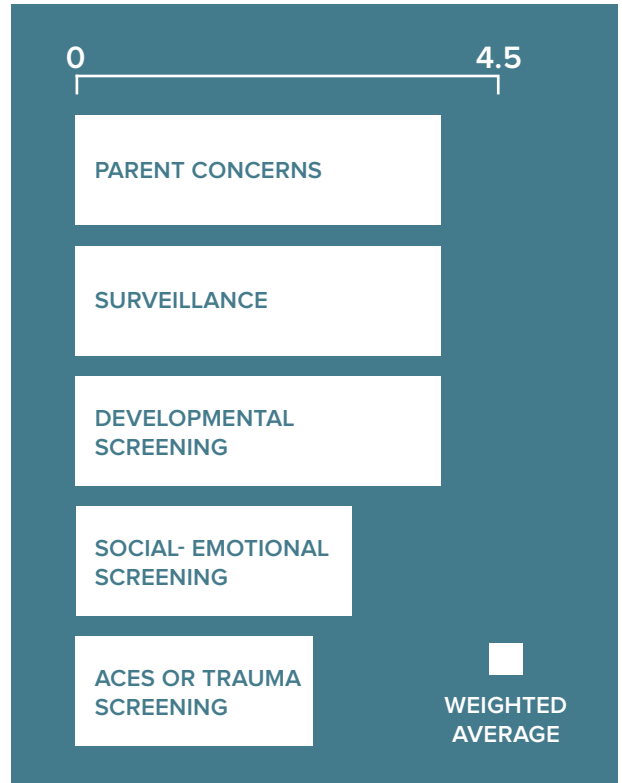 0 4.5
PARENT CONCERNS
SURVEILLANCE
DEVELOPMENTAL
SCREENING
SOCIAL- EMOTIONAL
SCREENING
ACES OR TRAUMA
SCREENING
WEIGHTED
AVERAGE